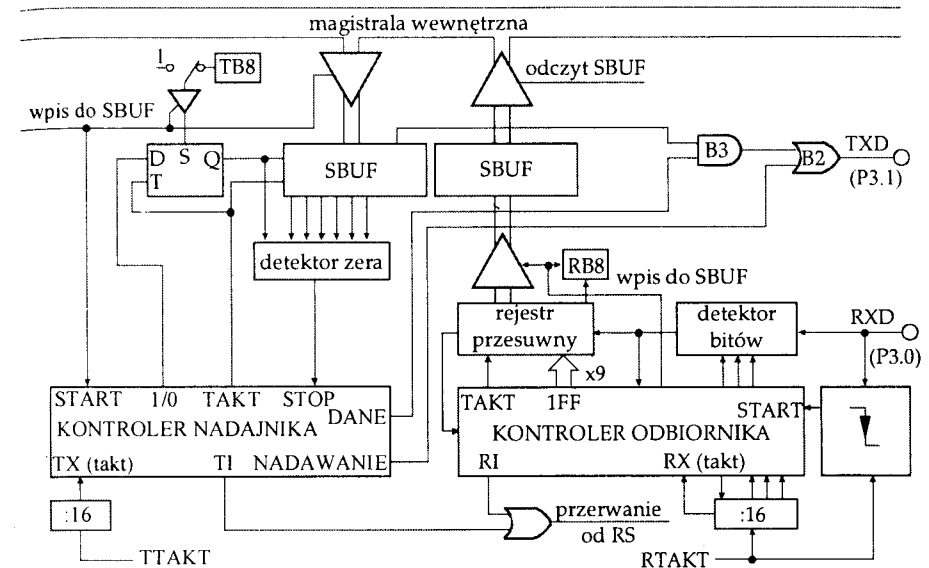 magistrala wewnętrzna
1
TB8
odczyt SBUF
wpis do SBUF
D S Q
T
SBUF
SBUF
B3
B2
TXD
(P3.1)
detektor zera
RB8
wpis do SBUF
rejestr
przesuwny
detektor
bitów
RXD
(P3.0)
x9
START 1/0 TAKT STOP
DANE
KONTROLER NADAJNIKA
TX (takt) TI NADAWANIE
TAKT 1FF
START
KONTROLER ODBIORNIKA
RI RX (takt)
:16
przerwanie
od RS
:16
TTAKT
RTAKT